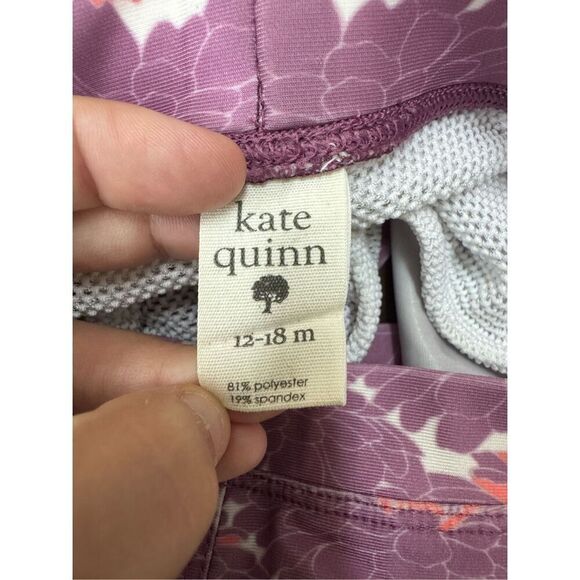 kate
quinn
12-18 m
81% polyester
19% spandex